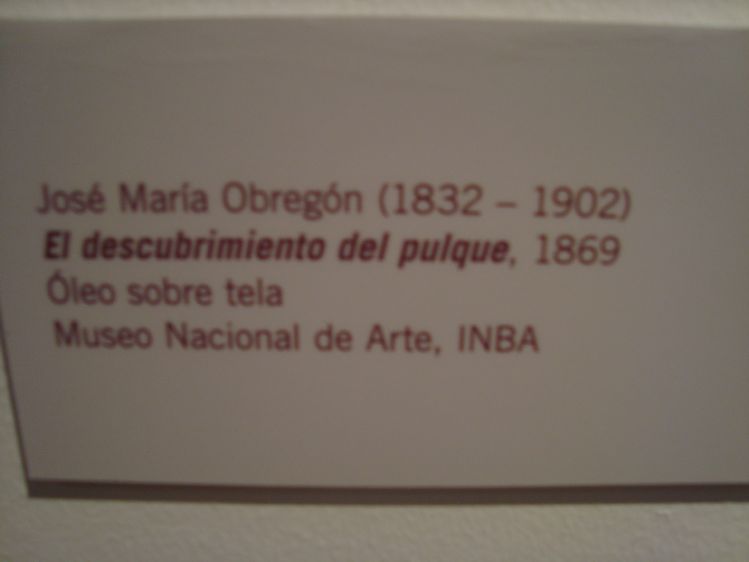 José María Obregón (1832 – 1902)
El descubrimiento del pulque, 1869
Óleo sobre tela
Museo Nacional de Arte, INBA